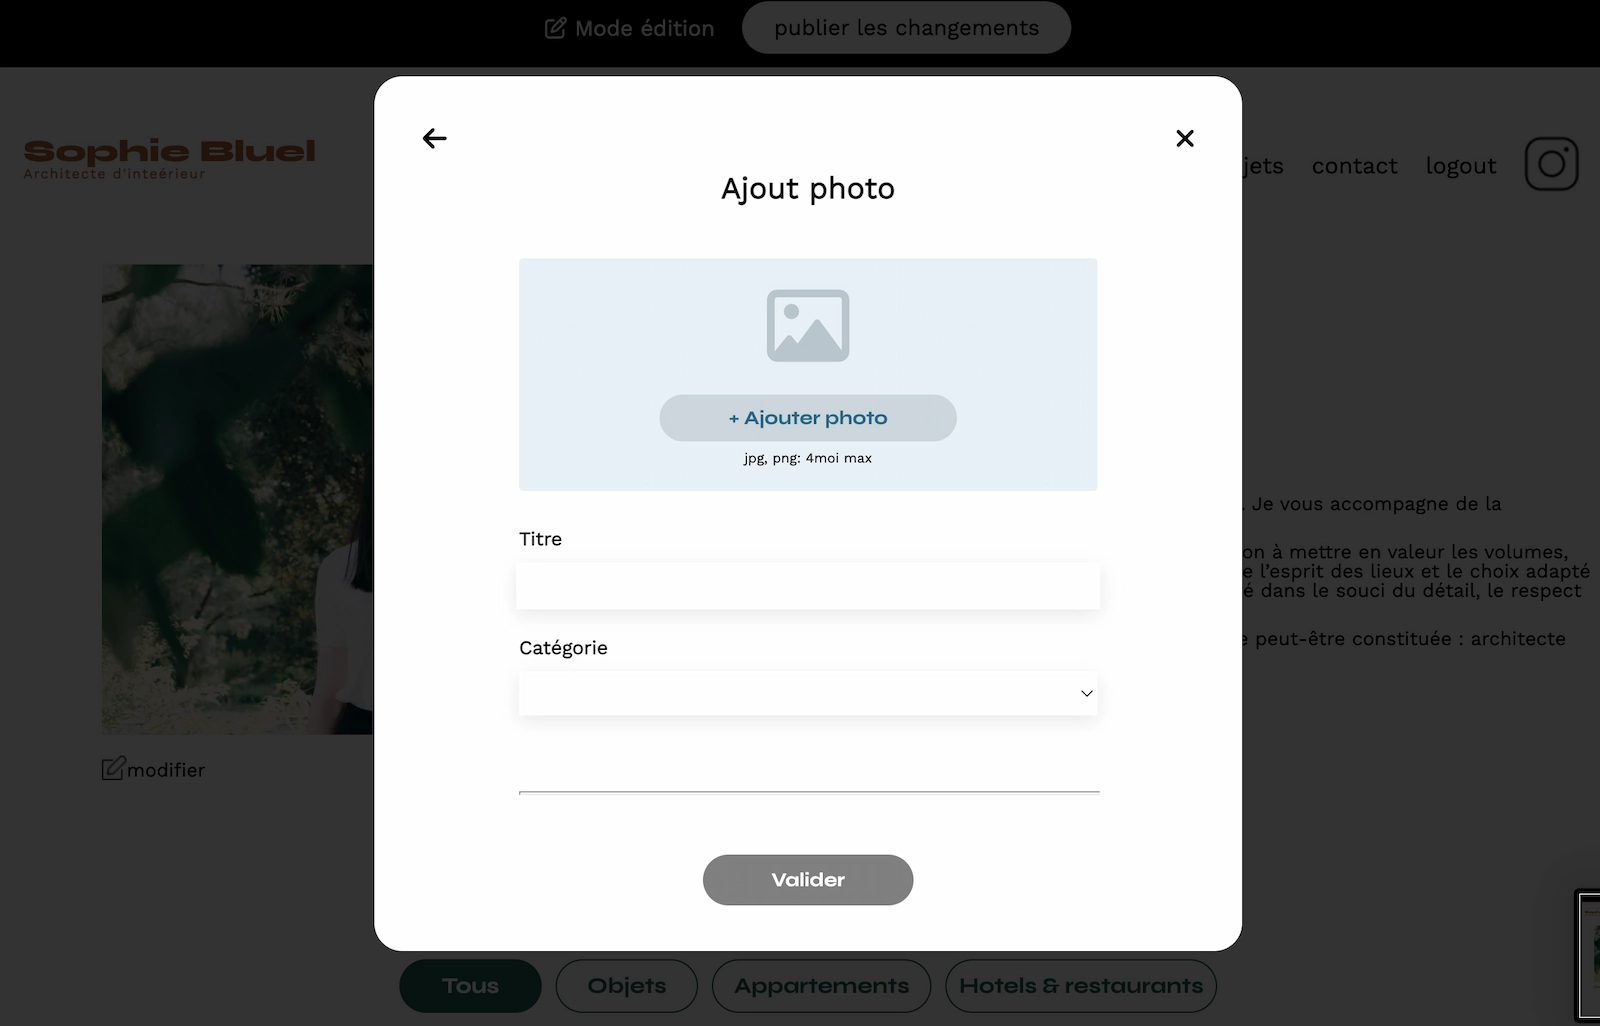 Mode édition
publier les changements
Sophie Bluel
Architecte d'inteérieur
jets
contact
logout
Ajout photo
+ Ajouter photo
jpg, png: 4moi max
Titre
Catégorie
Valider
. Je vous accompagne de la
on à mettre en valeur les volumes,
e l'esprit des lieux et le choix adapté
é dans le souci du détail, le respect
e peut-être constituée : architecte
modifier
Tous
Objets
Appartements
Hotels & restaurants